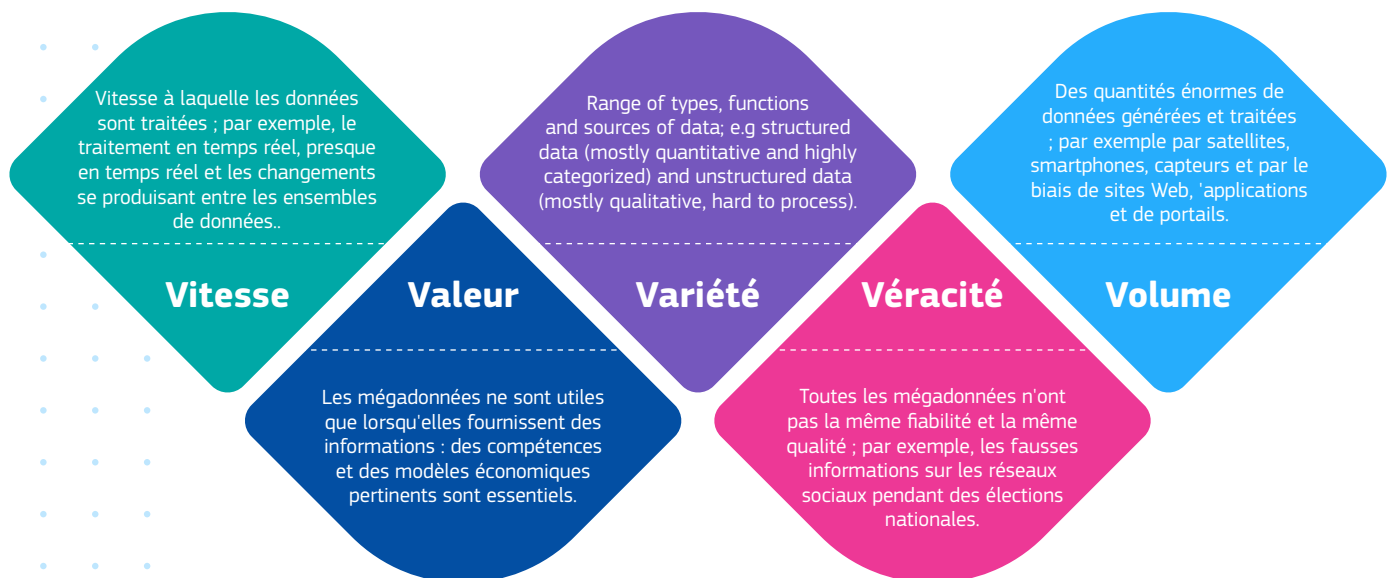 Vitesse à laquelle les données
sont traitées ; par exemple, le
traitement en temps réel, presque
en temps réel et les changements
se produisant entre les ensembles
de données..
Vitesse
Valeur
Les mégadonnées ne sont utiles
que lorsqu'elles fournissent des
informations : des compétences
et des modèles économiques
pertinents sont essentiels.
Range of types, functions
and sources of data; e.g structured
data (mostly quantitative and highly
categorized) and unstructured data
(mostly qualitative, hard to process).
Variété
Véracité
Toutes les mégadonnées n'ont
pas la même fiabilité et la même
qualité ; par exemple, les fausses
informations sur les réseaux
sociaux pendant des élections
nationales.
Des quantités énormes de
données générées et traitées
; par exemple par satellites,
smartphones, capteurs et par le
biais de sites Web, 'applications
et de portails.
Volume